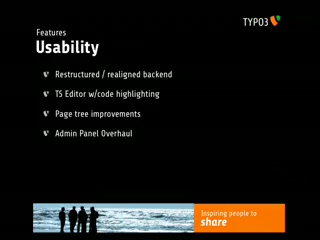 TYPO3
Features
Usability
Restructured / realigned backend
TS Editor w/code highlighting
Page tree improvements
Admin Panel Overhaul
Inspiring people to
share